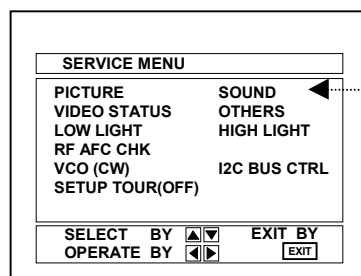 SERVICE MENU
PICTURE SOUND
VIDEO STATUS OTHERS
LOW LIGHT HIGH LIGHT
RF AFC CHK
VCO (CW) I2C BUS CTRL
SETUP TOUR(OFF)
SELECT BY ▲▼ EXIT BY
OPERATE BY ◀▶ EXIT